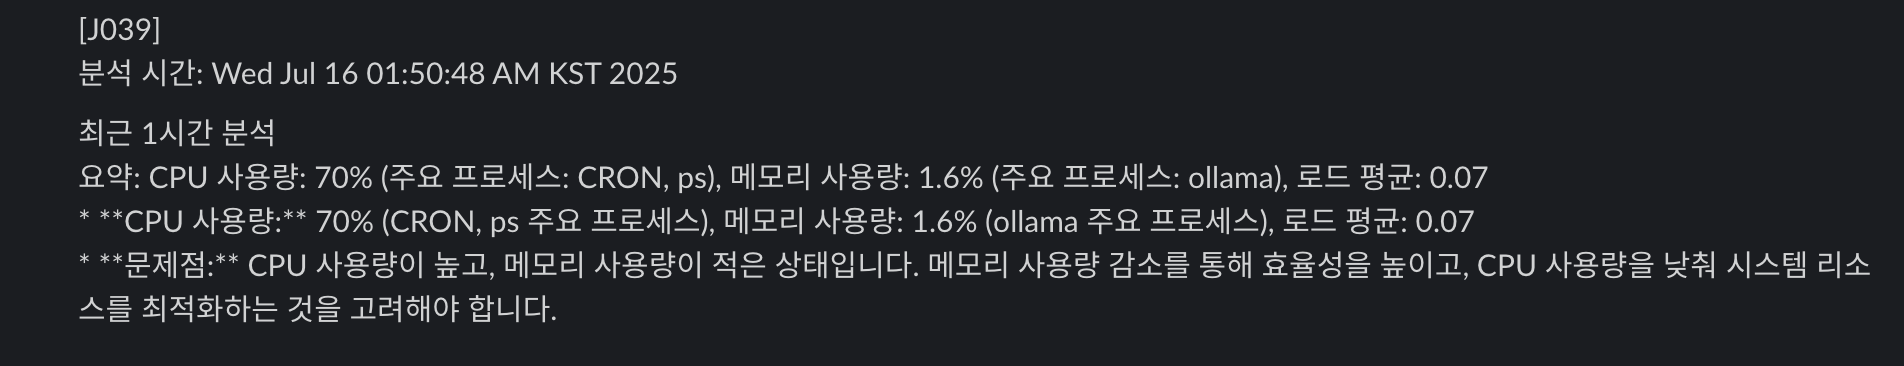 [J039]
분석 시간: Wed Jul 16 01:50:48 AM KST 2025
최근 1시간 분석
요약: CPU 사용량: 70% (주요 프로세스: CRON, ps), 메모리 사용량: 1.6% (주요 프로세스: ollama), 로드 평균: 0.07
* **CPU 사용량:** 70% (CRON, ps 주요 프로세스), 메모리 사용량: 1.6% (ollama 주요 프로세스), 로드 평균: 0.07
* **문제점:** CPU 사용량이 높고, 메모리 사용량이 적은 상태입니다. 메모리 사용량 감소를 통해 효율성을 높이고, CPU 사용량을 낮춰 시스템 리소
스를 최적화하는 것을 고려해야 합니다.